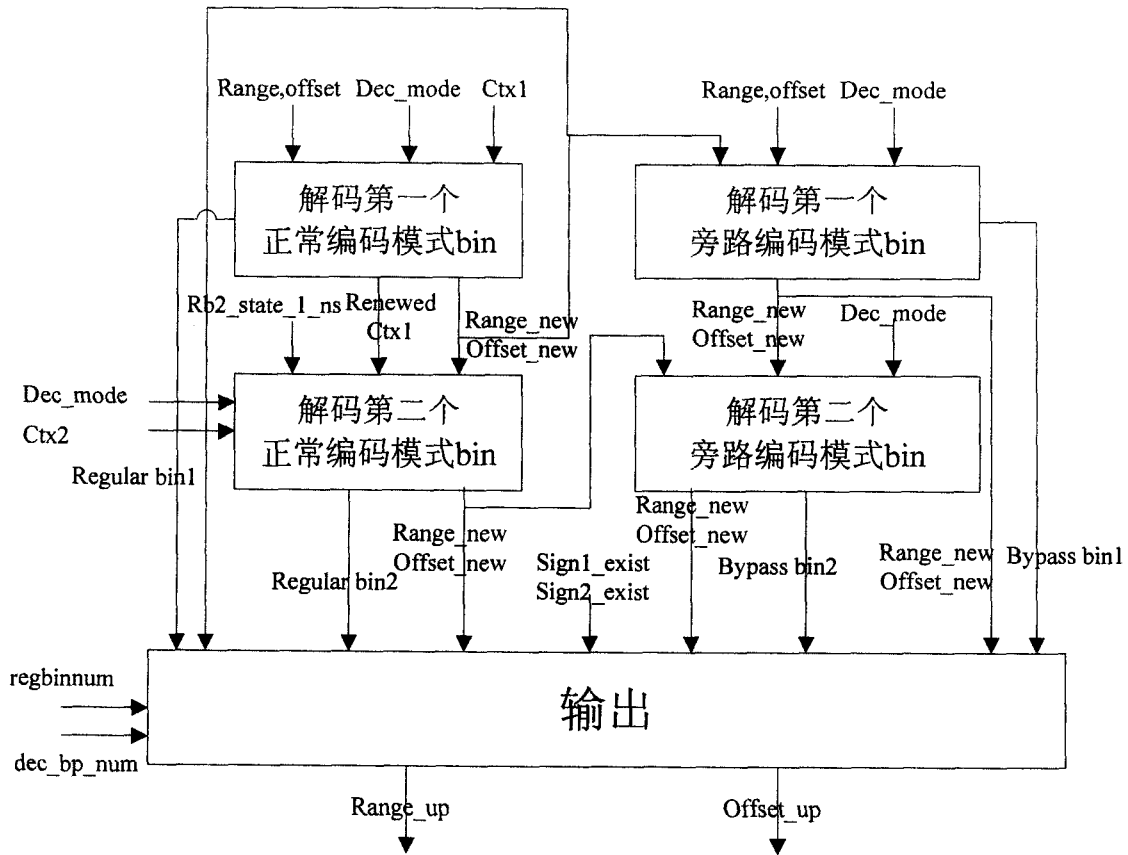 Range,offset
Dec_mode
Ctx1
Range,offset
Dec_mode
解码第一个
正常编码模式bin
解码第一个
旁路编码模式bin
Rb2_state_1_ns
Renewed
Ctx1
Range_new
Offset_new
Range_new
Offset_new
Dec_mode
Dec_mode
Ctx2
解码第二个
正常编码模式bin
解码第二个
旁路编码模式bin
Regular bin1
Range_new
Offset_new
Range_new
Offset_new
Regular bin2
Sign1_exist
Sign2_exist
Bypass bin2
Range_new
Offset_new
Bypass bin1
regbinnum
dec_bp_num
输出
Range_up
Offset_up